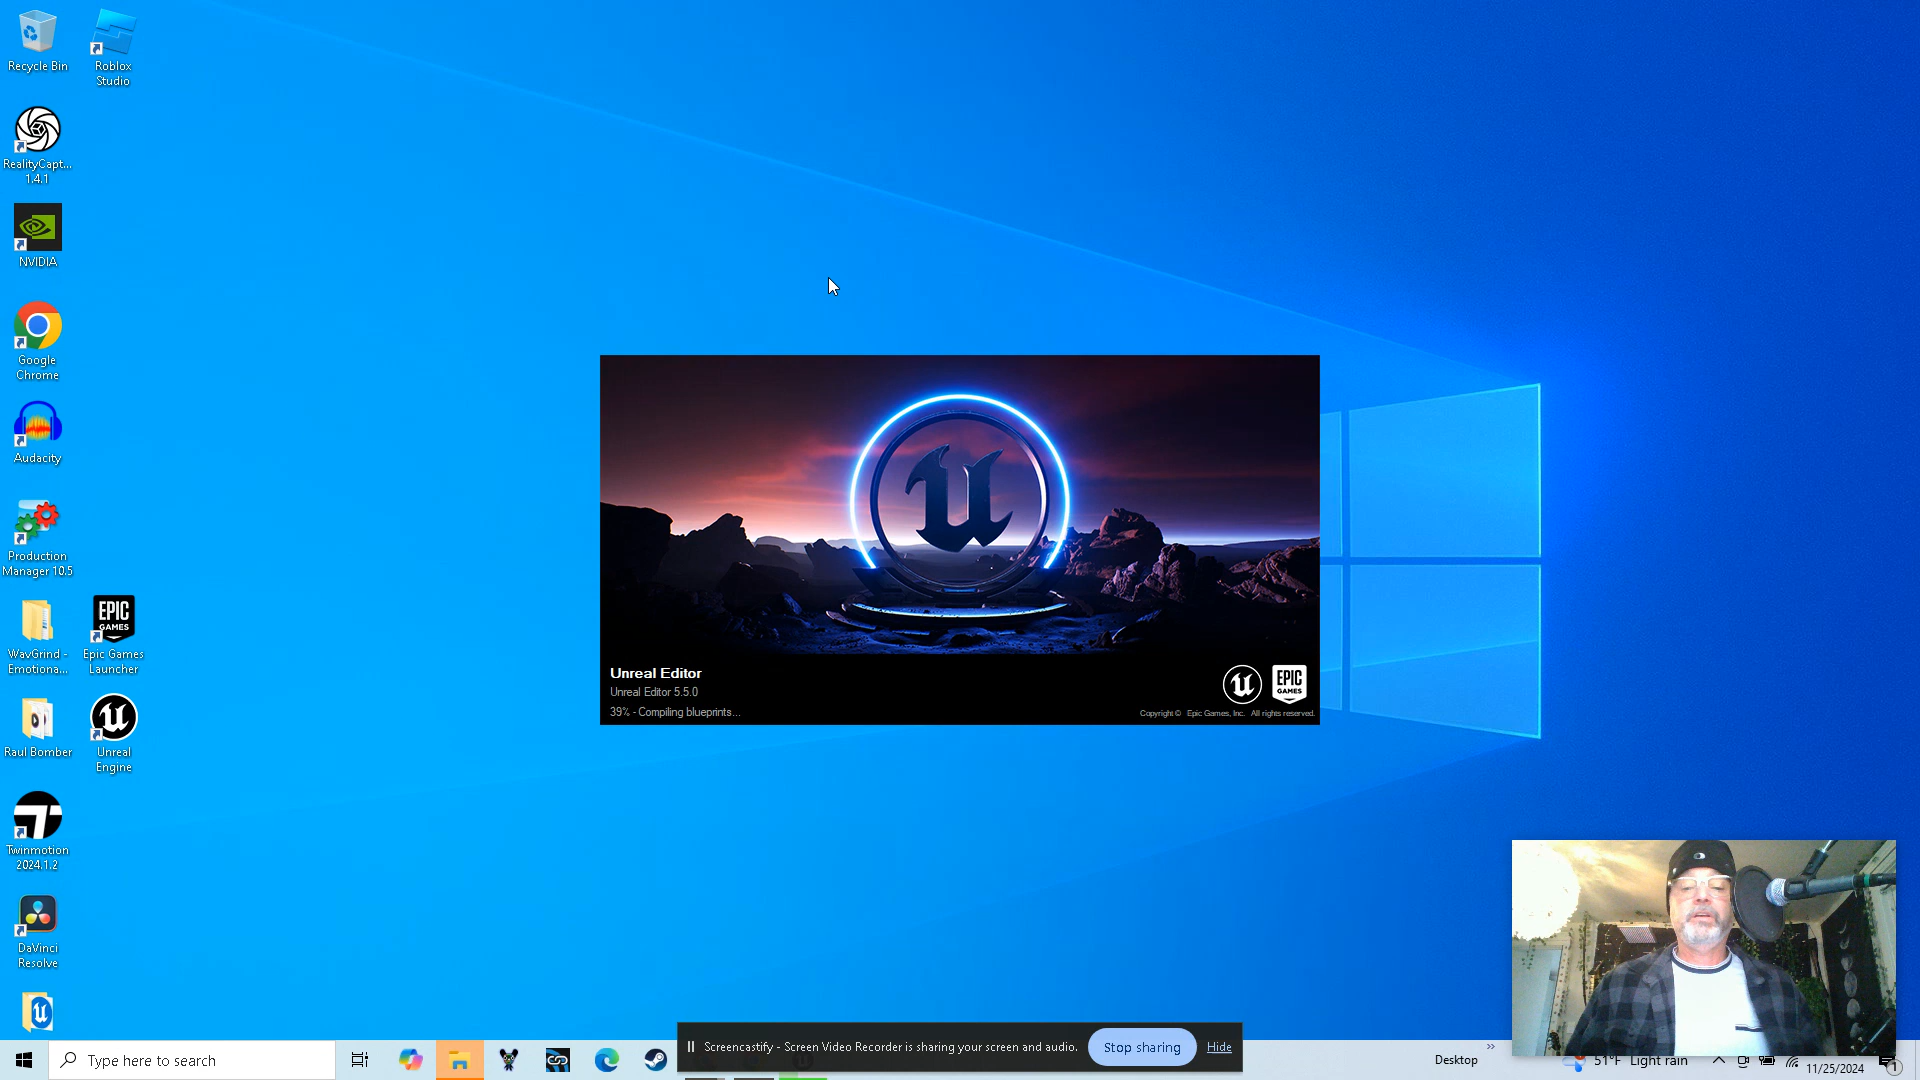 Recycle Bin
Roblox
Studio
RealityCapt...
1.4.1
NVIDIA
Google
Chrome
Audacity
Production
Manager 10.5
WavGrind -
Emotiona...
EPIC
GAMES
Epic Games
Launcher
Raul Bomber
Unreal
Engine
Twinmotion
2024.1.2
DaVinci
Resolve
Unreal Editor
Unreal Editor 5.5.0
39% - Compiling blueprints...
EPIC
GAMES
Copyright © Epic Games, Inc. All rights reserved.
Screencastify - Screen Video Recorder is sharing your screen and audio.
Stop sharing
Hide
Type here to search
Desktop
51°F Light rain
11/25/2024
1